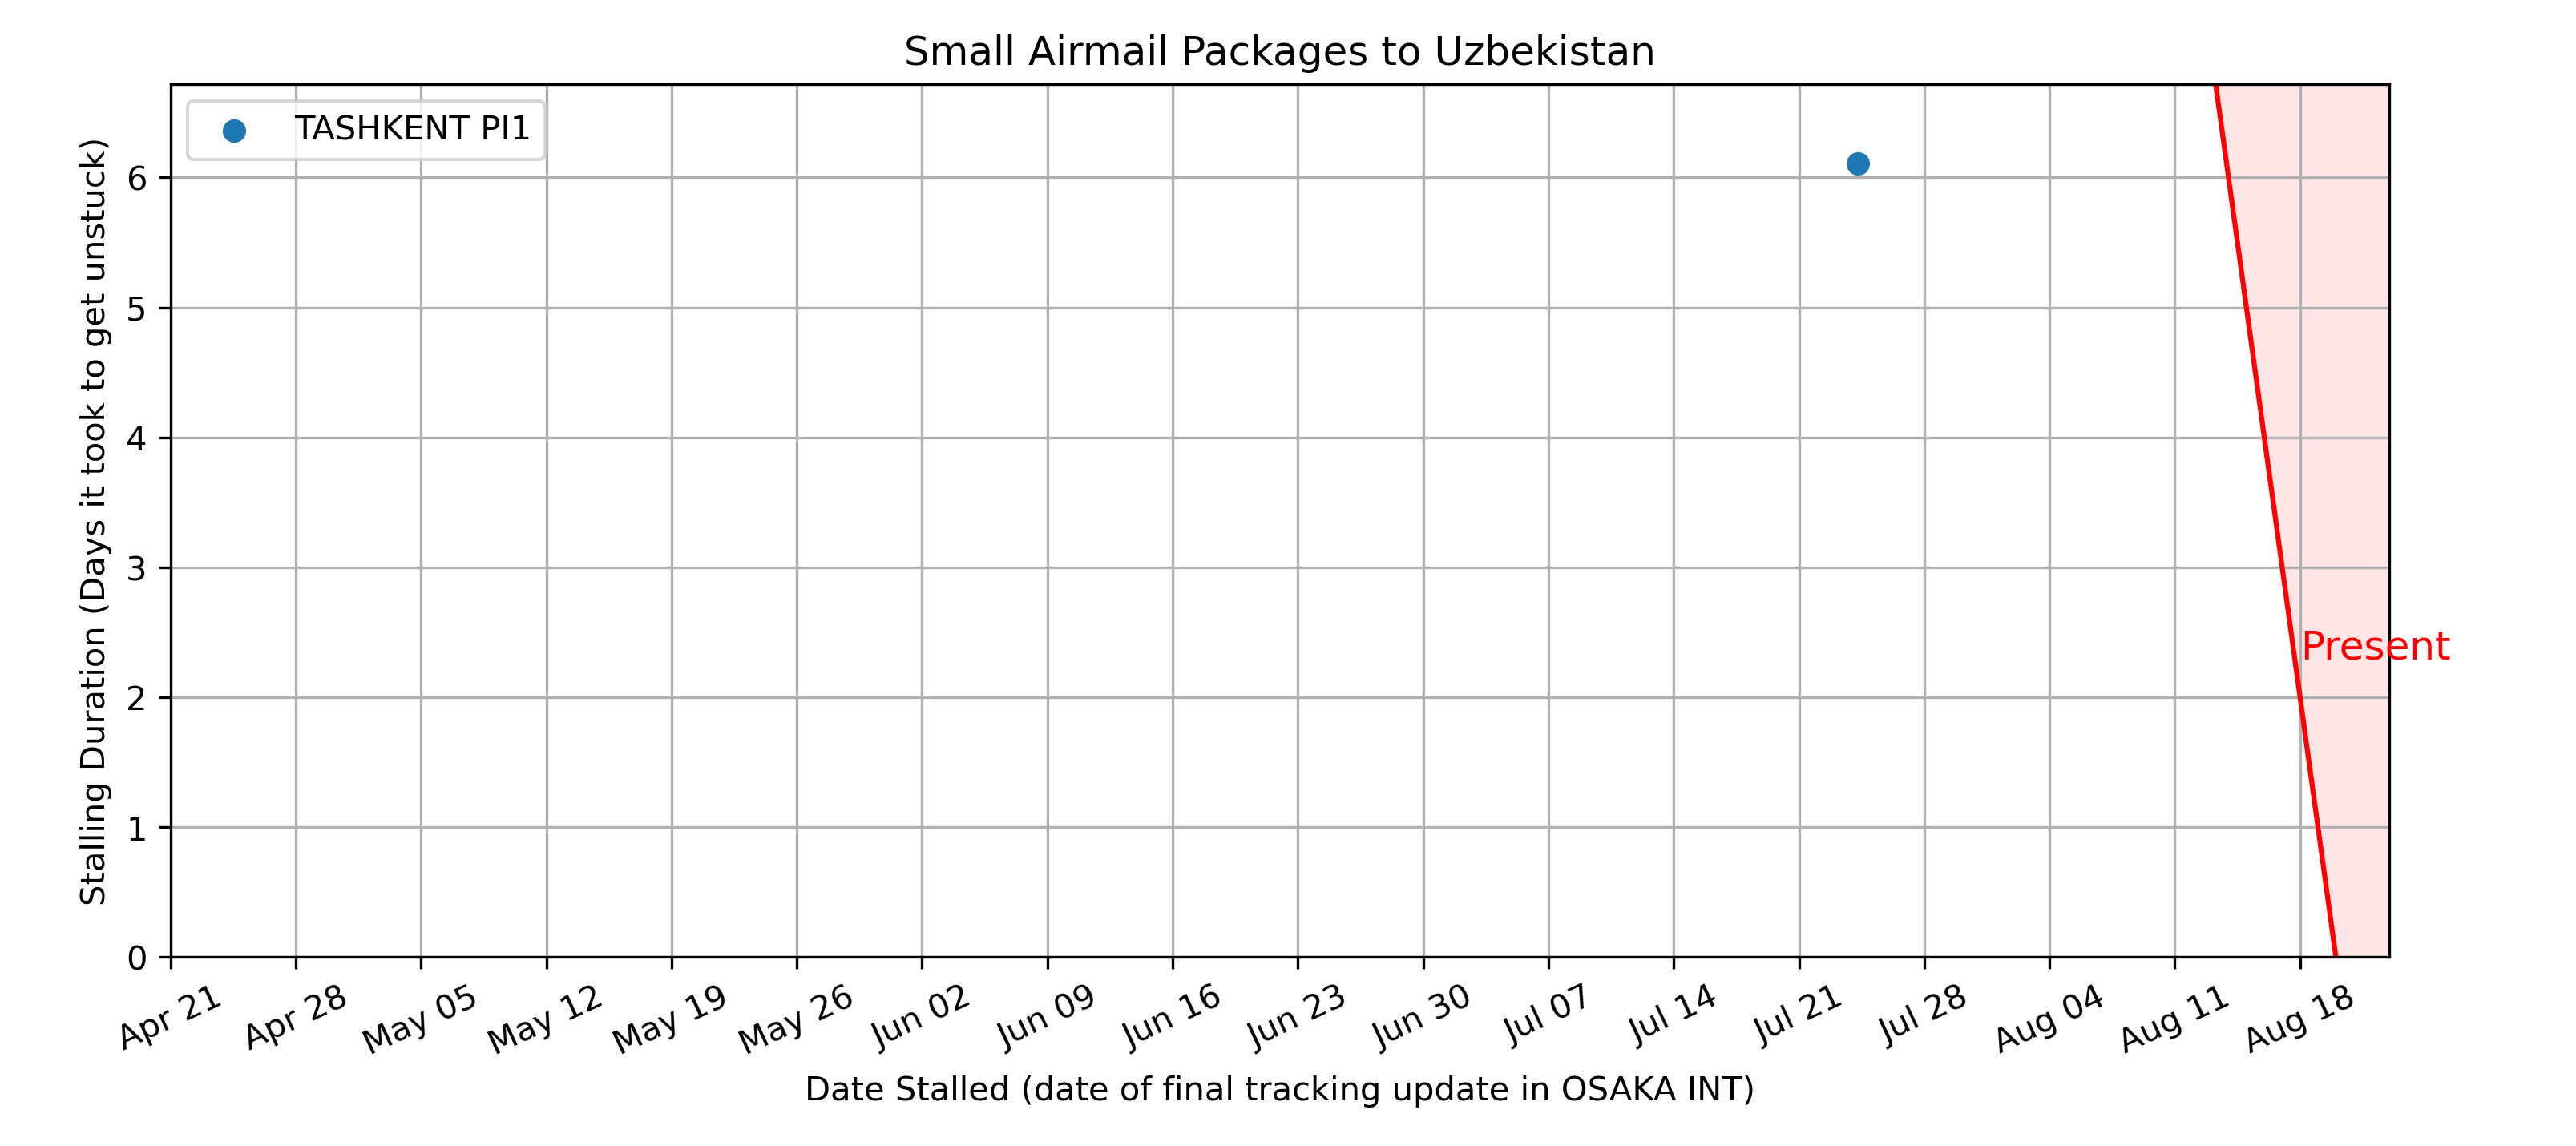 Small Airmail Packages to Uzbekistan
TASHKENT PI1
Stalling Duration (Days it took to get unstuck)
6
5
4
3
2
1
0
Present
Apr 21
Apr 28
May 05
May 12
May 19
May 26
Jun 02
Jun 09
Jun 16
Jun 23
Jun 30
Jul 07
Jul 14
Jul 21
Jul 28
Aug 04
Aug 11
Aug 18
Date Stalled (date of final tracking update in OSAKA INT)